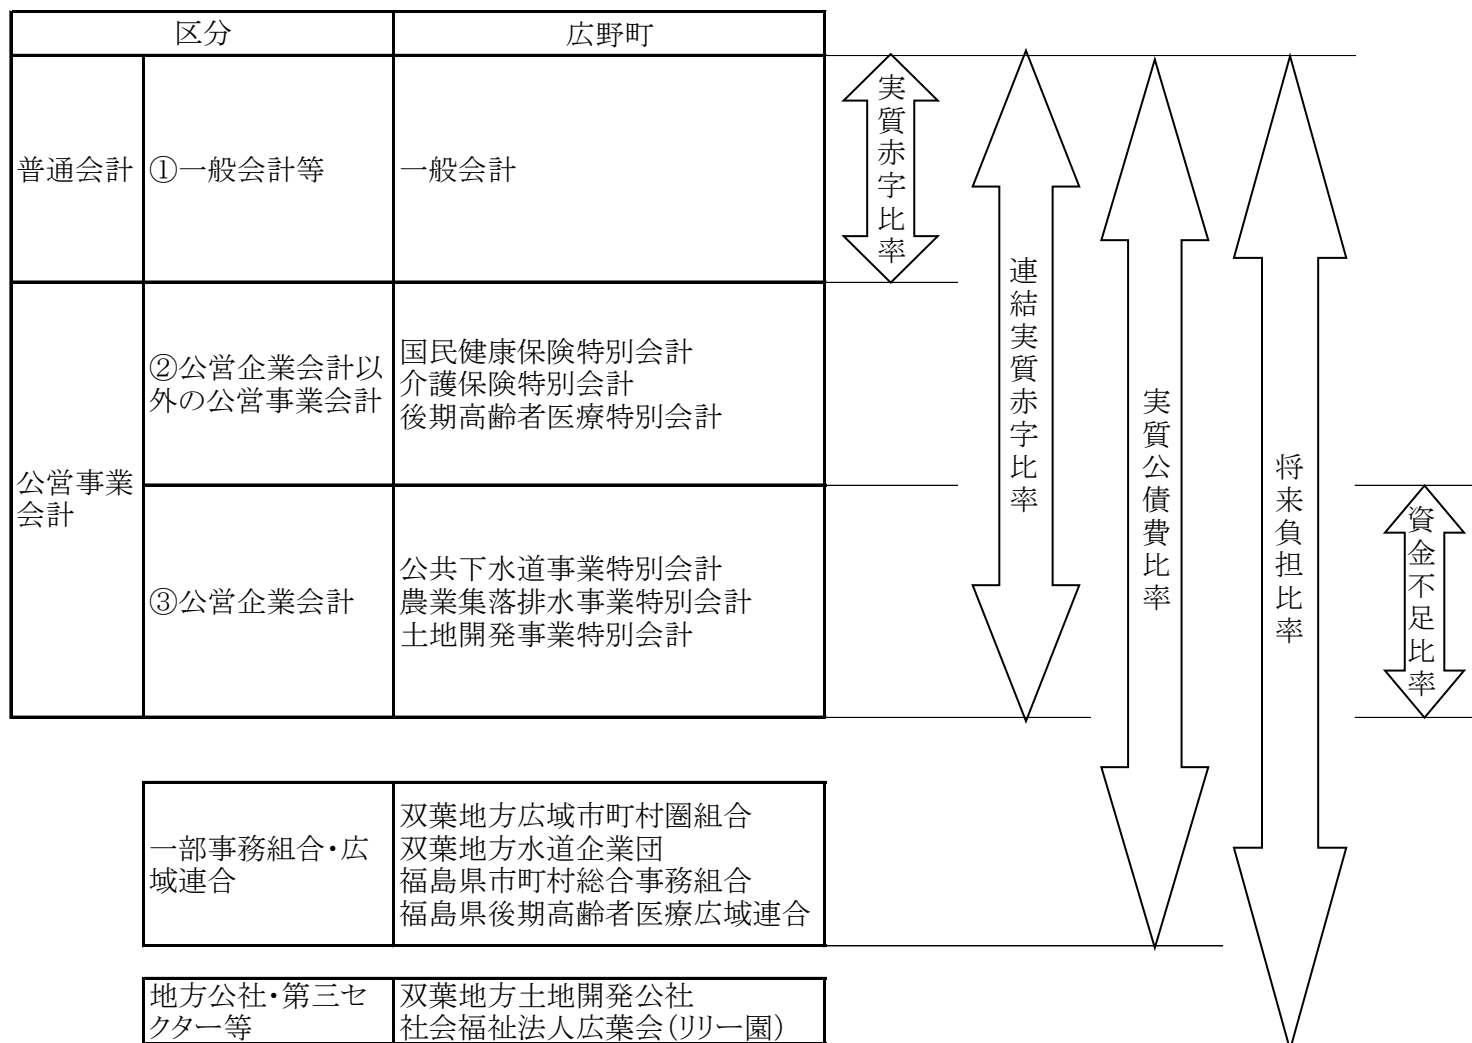 区分
広野町
普通会計
①一般会計等
一般会計
公営事業
会計
②公営企業会計以
外の公営事業会計
国民健康保険特別会計
介護保険特別会計
後期高齢者医療特別会計
③公営企業会計
公共下水道事業特別会計
農業集落排水事業特別会計
土地開発事業特別会計
一部事務組合・広
域連合
双葉地方広域市町村圏組合
双葉地方水道企業団
福島県市町村総合事務組合
福島県後期高齢者医療広域連合
地方公社・第三セ
クター等
双葉地方土地開発公社
社会福祉法人広葉会(リリー園)
実質赤字比率
連結実質赤字比率
実質公債費比率
将来負担比率
資金不足比率